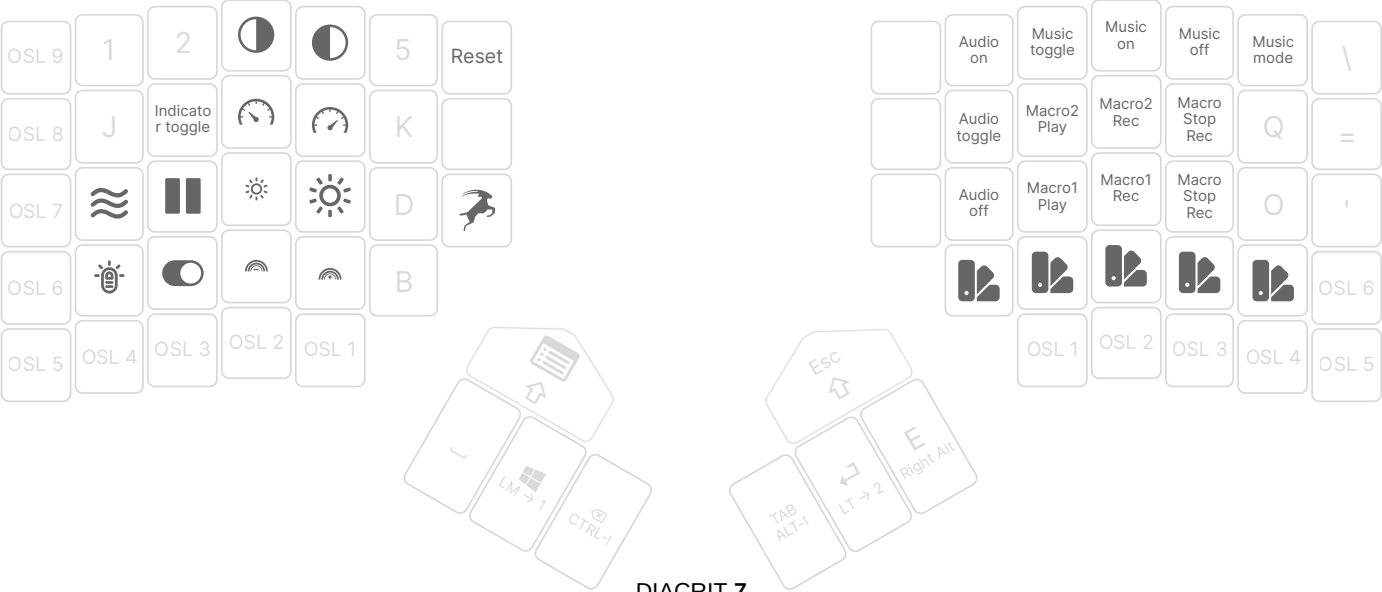 OSL 9
1
2
5
Reset
Audio
on
Music
toggle
Music
on
Music
off
Music
mode
\
OSL 8
J
Indicato
r toggle
K
Audio
toggle
Macro2
Play
Macro2
Rec
Macro
Stop
Rec
Q
=
OSL 7
D
Audio
off
Macro1
Play
Macro1
Rec
Macro
Stop
Rec
O
'
OSL 6
B
OSL 6
OSL 5
OSL 4
OSL 3
OSL 2
OSL 1
OSL 1
OSL 2
OSL 3
OSL 4
OSL 5
Esc
LM → 1
CTRL-I
TAB
ALT-I
LT → 2
E
Right Alt
DIACRIT 7